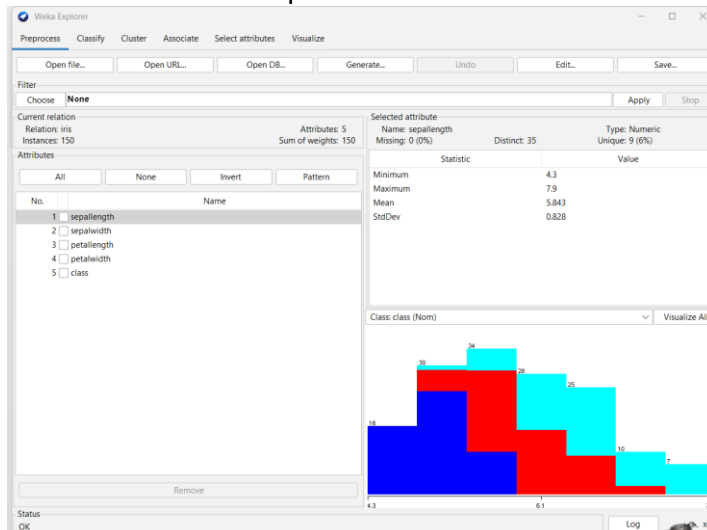 Weka Explorer
Preprocess Classify Cluster Associate Select attributes Visualize
Open file... Open URL... Open DB... Generate... Undo Edit... Save...
Filter
Choose None Apply Stop
Current relation
Relation: iris Attributes: 5
Instances: 150 Sum of weights: 150
Attributes
All None Invert Pattern
No. Name
1 sepallength
2 sepalwidth
3 petallength
4 petalwidth
5 class
Remove
Selected attribute
Name: sepallength Type: Numeric
Missing: 0 (0%) Distinct: 35 Unique: 9 (6%)
Statistic Value
Minimum 4.3
Maximum 7.9
Mean 5.843
StdDev 0.828
Class: class (Nom) Visualize All
34
30
28
25
16
10
7
4.3 6.1
Status
OK Log